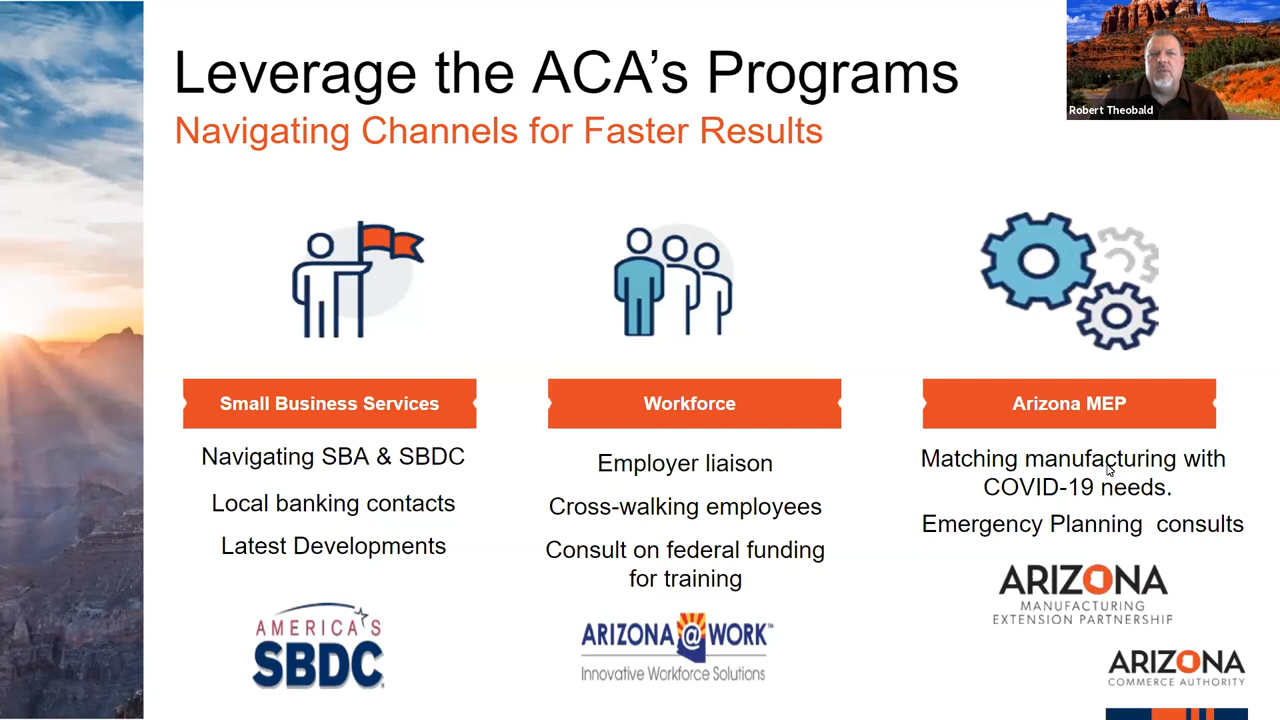 Leverage the ACA's Programs
Navigating Channels for Faster Results
Robert Theobald
Small Business Services
Navigating SBA & SBDC
Local banking contacts
Latest Developments
AMERICA'S
SBDC
Workforce
Employer liaison
Cross-walking employees
Consult on federal funding
for training
ARIZONA@WORK™
Innovative Workforce Solutions
Arizona MEP
Matching manufacturing with
COVID-19 needs.
Emergency Planning consults
ARIZONA
MANUFACTURING
EXTENSION PARTNERSHIP
ARIZONA
COMMERCE AUTHORITY